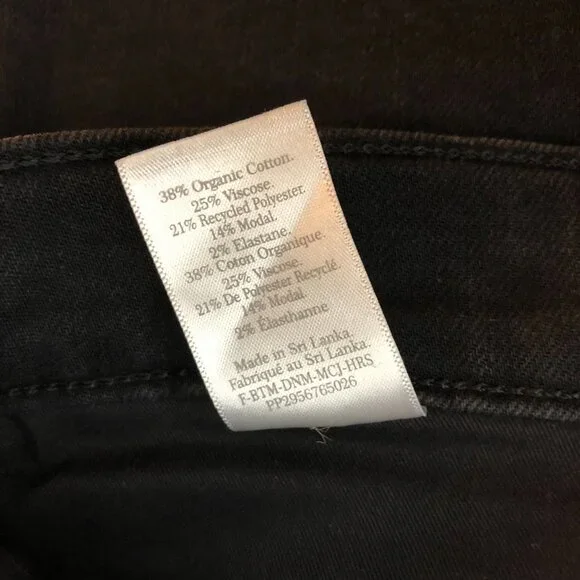 38% Organic Cotton.
25% Viscose.
21% Recycled Polyester.
14% Modal.
2% Elastane.
38% Coton Organique.
25% Viscose.
21% De Polyester Recyclé.
14% Modal
2% Élasthanne
Made in Sri Lanka.
Fabriqué au Sri Lanka.
F-BTM-DNM-MCJ-HRS
PP2956765026